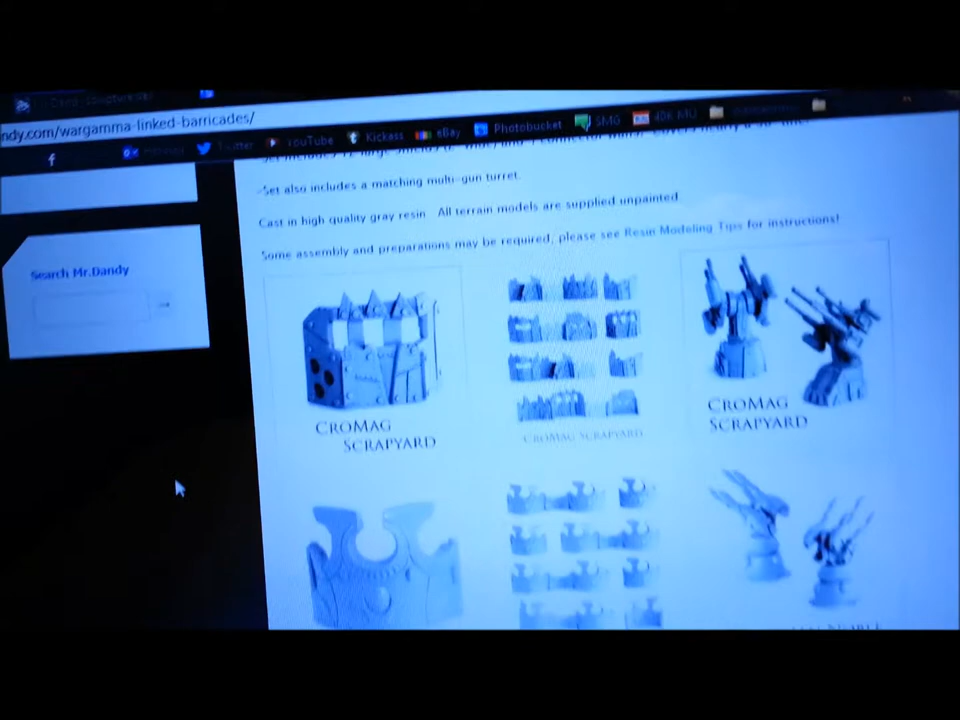 ndy.com/wargamma-linked-barricades/
Twitter YouTube Kickass eBay Photobucket SMG 40K MU
Set also includes a matching multi-gun turret.
Cast in high quality gray resin. All terrain models are supplied unpainted
Some assembly and preparations may be required, please see Resin Modeling Tips for instructions!
Search Mr.Dandy
CROMAG
SCRAPYARD
CROMAG SCRAPYARD
CROMAG
SCRAPYARD